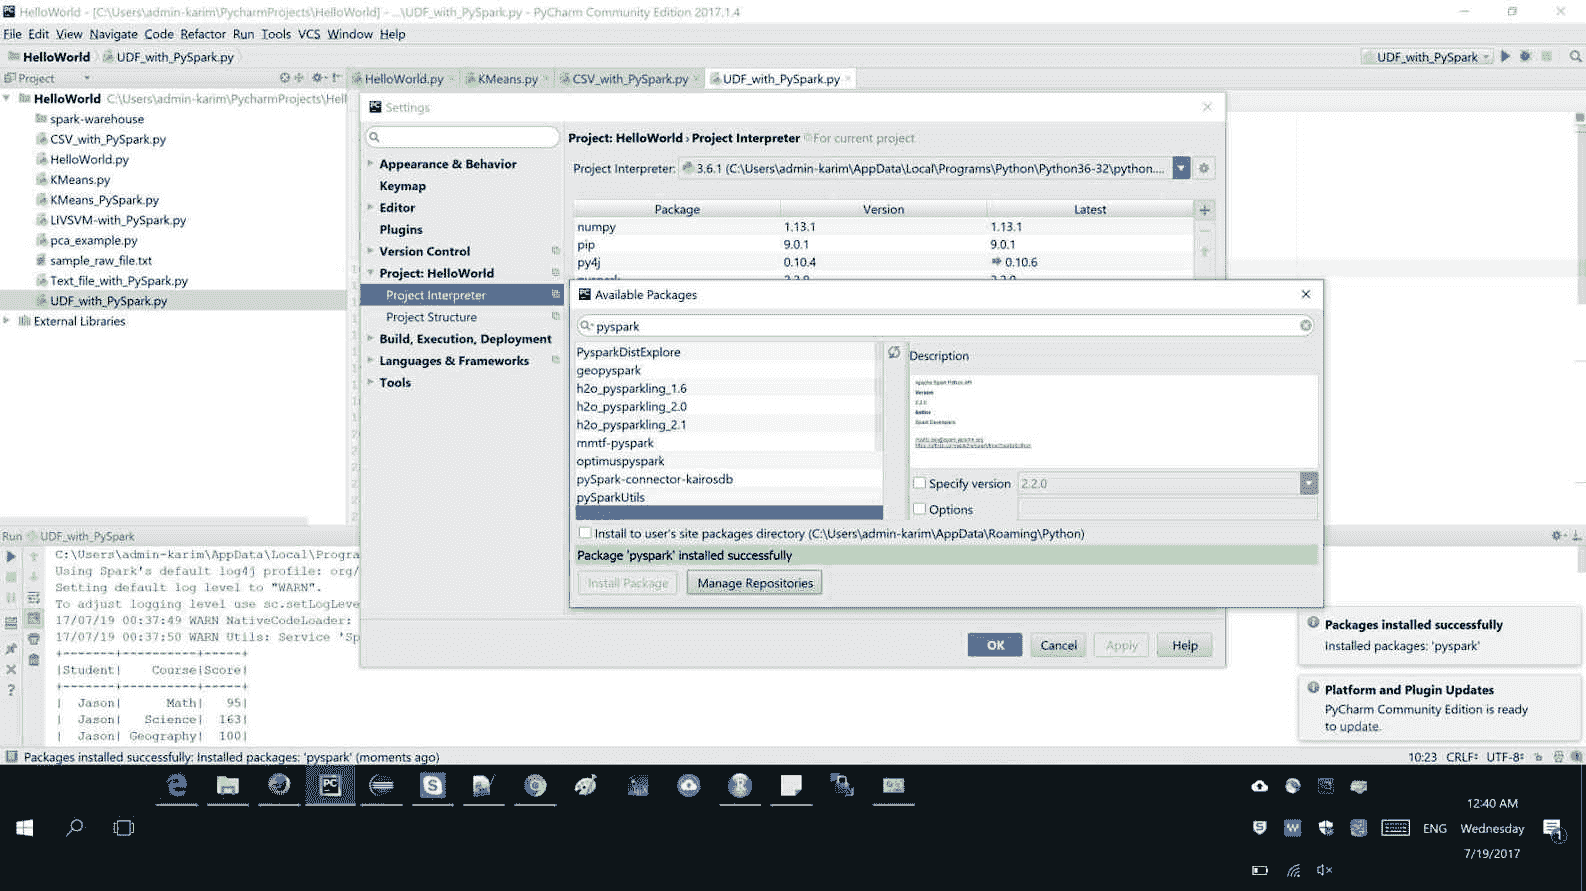 HelloWorld - [C:\Users\admin-karim\PycharmProjects\HelloWorld] - ...\UDF_with_PySpark.py - PyCharm Community Edition 2017.1.4
File Edit View Navigate Code Refactor Run Tools VCS Window Help
HelloWorld UDF_with_PySpark.py
UDF_with_PySpark
Project
HelloWorld.py KMeans.py CSV_with_PySpark.py UDF_with_PySpark.py
HelloWorld C:\Users\admin-karim\PycharmProjects\Hell
spark-warehouse
CSV_with_PySpark.py
HelloWorld.py
KMeans.py
KMeans_PySpark.py
LIVSVM-with_PySpark.py
pca_example.py
sample_raw_file.txt
Text_file_with_PySpark.py
UDF_with_PySpark.py
External Libraries
Settings
Appearance & Behavior
Keymap
Editor
Plugins
Version Control
Project: HelloWorld
Project Interpreter
Project Structure
Build, Execution, Deployment
Languages & Frameworks
Tools
Project: HelloWorld › Project Interpreter For current project
Project Interpreter: 3.6.1 (C:\Users\admin-karim\AppData\Local\Programs\Python\Python36-32\python....
Package Version Latest
numpy 1.13.1 1.13.1
pip 9.0.1 9.0.1
py4j 0.10.4 0.10.6
Available Packages
pyspark
PysparkDistExplore
geopyspark
h2o_pysparkling_1.6
h2o_pysparkling_2.0
h2o_pysparkling_2.1
mmtf-pyspark
optimuspyspark
pySpark-connector-kairosdb
pySparkUtils
Description
Apache Spark Python API
Version
2.2.0
Author
Spark Developers
Specify version 2.2.0
Options
Install to user's site packages directory (C:\Users\admin-karim\AppData\Roaming\Python)
Package 'pyspark' installed successfully
Install Package Manage Repositories
OK Cancel Apply Help
Run UDF_with_PySpark
C:\Users\admin-karim\AppData\Local\Progra
Using Spark's default log4j profile: org/
Setting default log level to "WARN".
To adjust logging level use sc.setLogLeve
17/07/19 00:37:49 WARN NativeCodeLoader:
17/07/19 00:37:50 WARN Utils: Service 'Sp
+-------+----------+-----+
|Student|    Course|Score|
+-------+----------+-----+
|  Jason|      Math|   95|
|  Jason|   Science|  163|
|  Jason| Geography|  100|
Packages installed successfully
Installed packages: 'pyspark'
Platform and Plugin Updates
PyCharm Community Edition is ready
to update.
Packages installed successfully: Installed packages: 'pyspark' (moments ago)
10:23 CRLF÷ UTF-8÷
12:40 AM
ENG Wednesday
7/19/2017